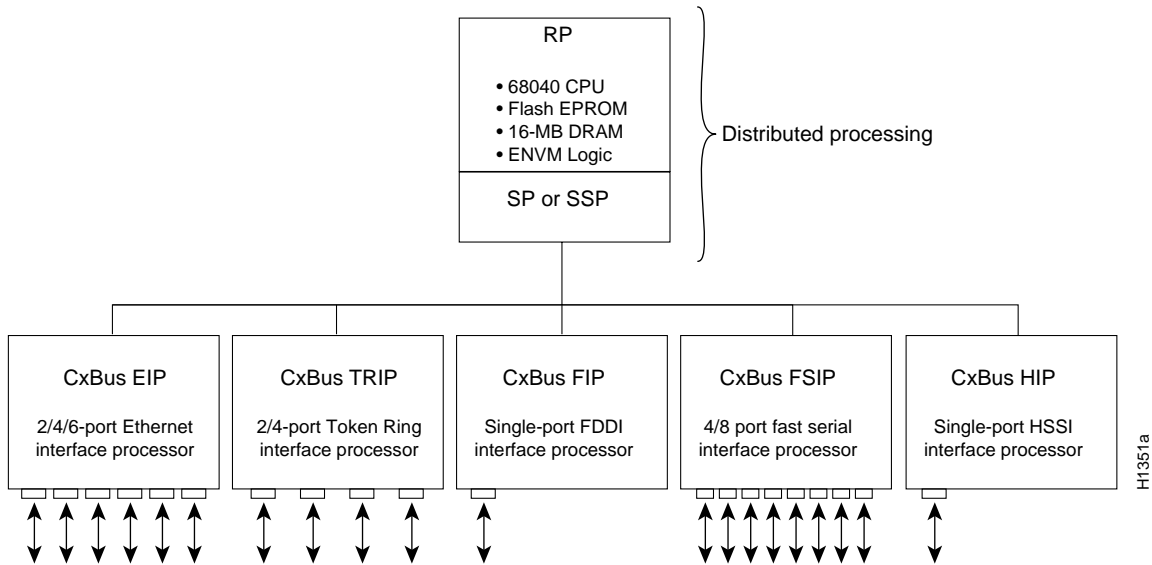 RP
• 68040 CPU
• Flash EPROM
• 16-MB DRAM
• ENVM Logic
Distributed processing
SP or SSP
CxBus EIP
2/4/6-port Ethernet
interface processor
CxBus TRIP
2/4-port Token Ring
interface processor
CxBus FIP
Single-port FDDI
interface processor
CxBus FSIP
4/8 port fast serial
interface processor
CxBus HIP
Single-port HSSI
interface processor
H1351a